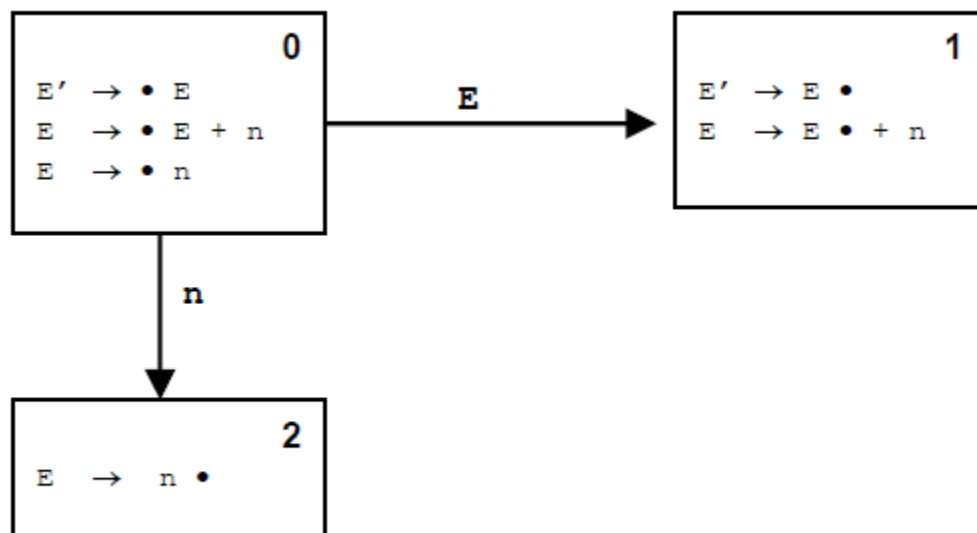 0
E′ → • E
E → • E + n
E → • n
E
1
E′ → E •
E → E • + n
n
2
E → n •